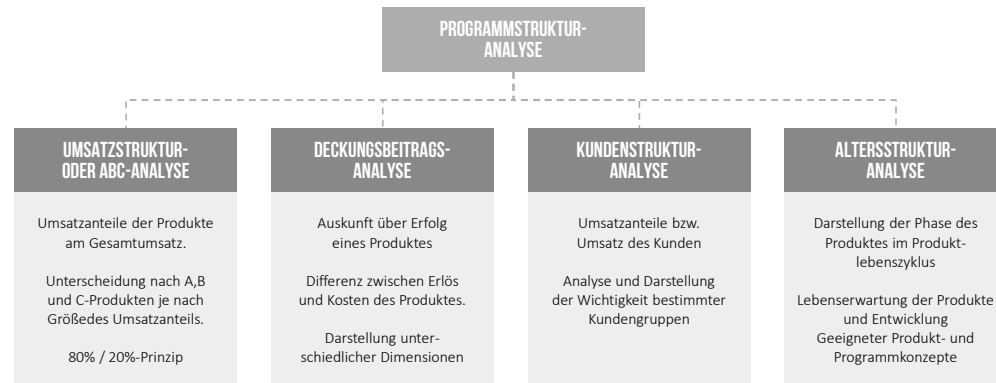 PROGRAMMSTRUKTUR-
ANALYSE
UMSATZSTRUKTUR-
ODER ABC-ANALYSE
Umsatzanteile der Produkte
am Gesamtumsatz.
Unterscheidung nach A,B
und C-Produkten je nach
Größedes Umsatzanteils.
80% / 20%-Prinzip
DECKUNGSBEITRAGS-
ANALYSE
Auskunft über Erfolg
eines Produktes
Differenz zwischen Erlös
und Kosten des Produktes.
Darstellung unter-
schiedlicher Dimensionen
KUNDENSTRUKTUR-
ANALYSE
Umsatzanteile bzw.
Umsatz des Kunden
Analyse und Darstellung
der Wichtigkeit bestimmter
Kundengruppen
ALTERSSTRUKTUR-
ANALYSE
Darstellung der Phase des
Produktes im Produkt-
lebenszyklus
Lebenserwartung der Produkte
und Entwicklung
Geeigneter Produkt- und
Programmkonzepte